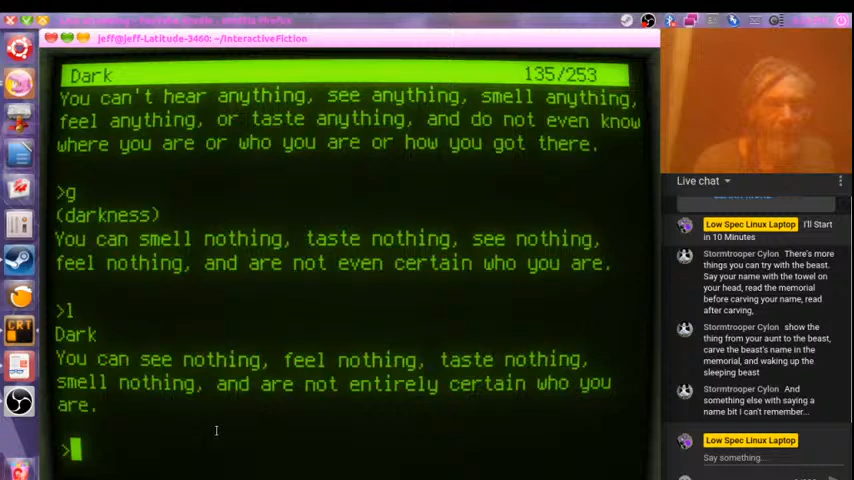 jeff@jeff-Latitude-3460: ~/InteractiveFiction
Dark 135/253
You can't hear anything, see anything, smell anything,
feel anything, or taste anything, and do not even know
where you are or who you are or how you got there.
>g
(darkness)
You can smell nothing, taste nothing, see nothing,
feel nothing, and are not even certain who you are.
>l
Dark
You can see nothing, feel nothing, taste nothing,
smell nothing, and are not entirely certain who you
are.
>
CRT
Live chat
Low Spec Linux Laptop I'll Start
in 10 Minutes
Stormtrooper Cylon There's more
things you can try with the beast.
Say your name with the towel on
your head, read the memorial
before carving your name, read
after carving,
Stormtrooper Cylon show the
thing from your aunt to the beast,
carve the beast's name in the
memorial, and waking up the
sleeping beast
Stormtrooper Cylon And
something else with saying a
name bit I can't remember...
Low Spec Linux Laptop
Say something...